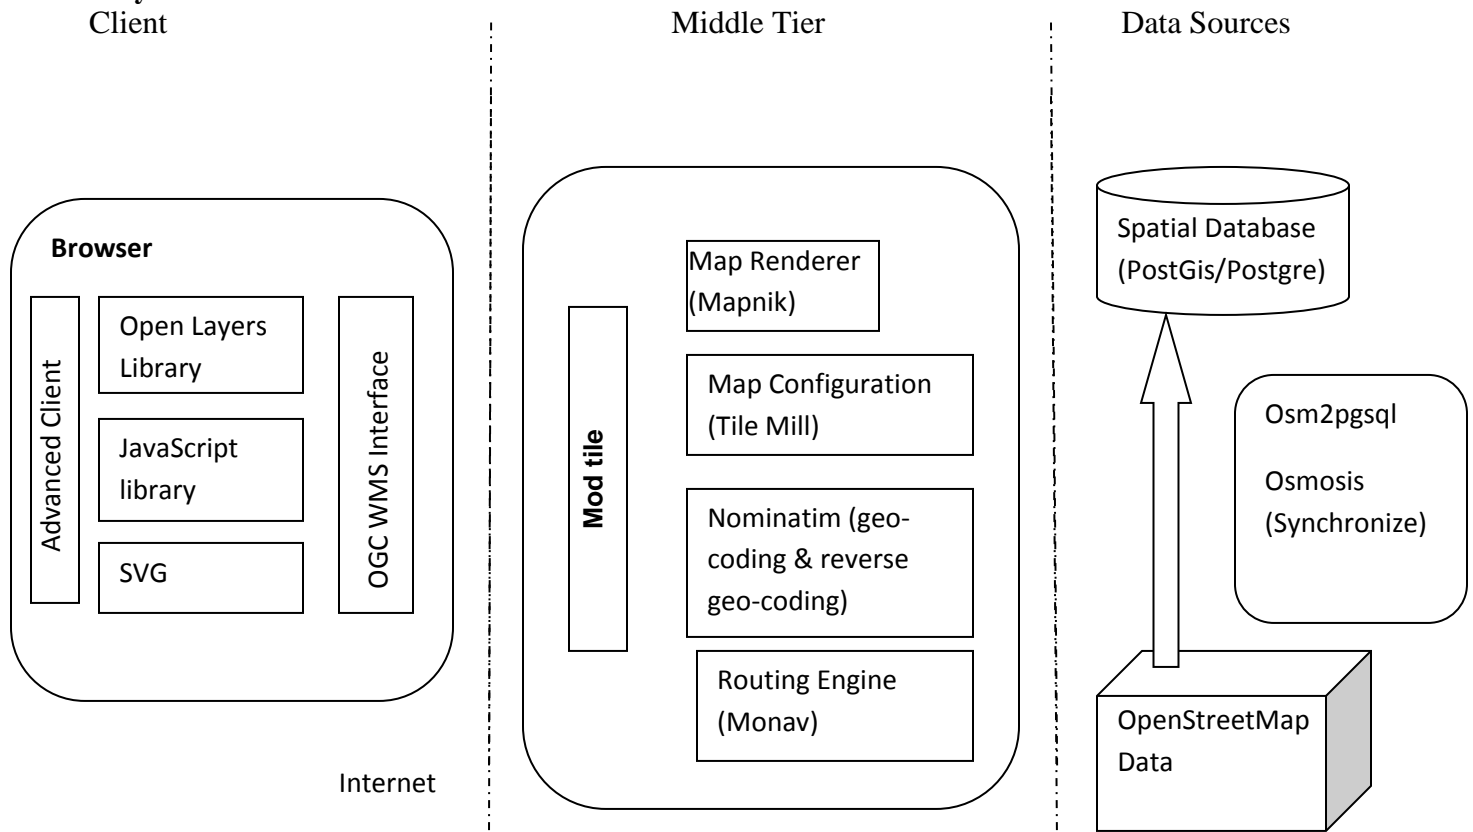 Client
Middle Tier
Data Sources
Browser
Advanced Client
Open Layers
Library
JavaScript
library
SVG
OGC WMS Interface
Internet
Mod tile
Map Renderer
(Mapnik)
Map Configuration
(Tile Mill)
Nominatim (geo-
coding & reverse
geo-coding)
Routing Engine
(Monav)
Spatial Database
(PostGis/Postgre)
Osm2pgsql
Osmosis
(Synchronize)
OpenStreetMap
Data